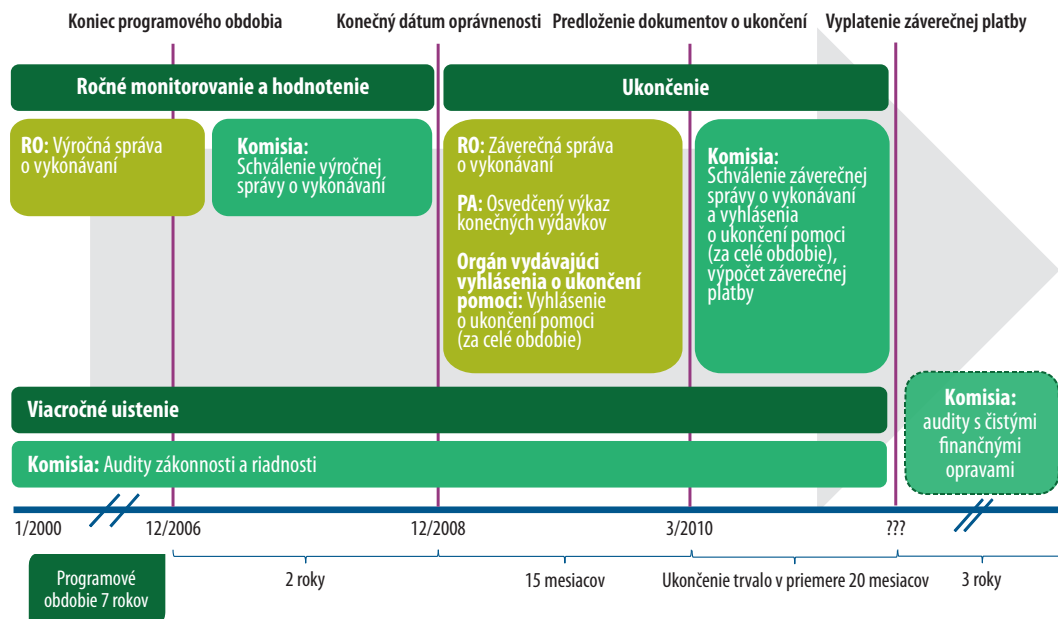 Koniec programového obdobia
Konečný dátum oprávnenosti
Predloženie dokumentov o ukončení
Vyplatenie záverečnej platby
Ročné monitorovanie a hodnotenie
Ukončenie
RO: Výročná správa
o vykonávaní
Komisia:
Schválenie výročnej
správy o vykonávaní
RO: Záverečná správa
o vykonávaní
PA: Osvedčený výkaz
konečných výdavkov
Orgán vydávajúci
vyhlásenia o ukončení
pomoci: Vyhlásenie
o ukončení pomoci
(za celé obdobie)
Komisia:
Schválenie záverečnej
správy o vykonávaní
a vyhlásenia
o ukončení pomoci
(za celé obdobie),
výpočet záverečnej
platby
Viacročné uistenie
Komisia: Audity zákonnosti a riadnosti
Komisia:
audity s čistými
finančnými
opravami
1/2000
12/2006
12/2008
3/2010
???
Programové
obdobie 7 rokov
2 roky
15 mesiacov
Ukončenie trvalo v priemere 20 mesiacov
3 roky